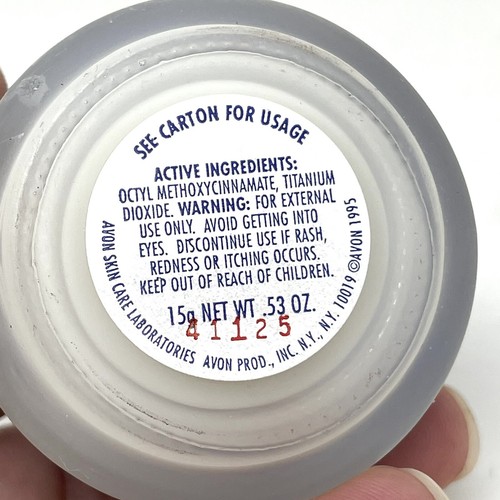 SEE CARTON FOR USAGE
ACTIVE INGREDIENTS:
OCTYL METHOXYCINNAMATE, TITANIUM
DIOXIDE. WARNING: FOR EXTERNAL
USE ONLY. AVOID GETTING INTO
EYES. DISCONTINUE USE IF RASH,
REDNESS OR ITCHING OCCURS.
KEEP OUT OF REACH OF CHILDREN.
15g NET WT .53 OZ.
41125
AVON SKIN CARE LABORATORIES AVON PROD., INC. N.Y., N.Y. 10019 ©AVON 1995